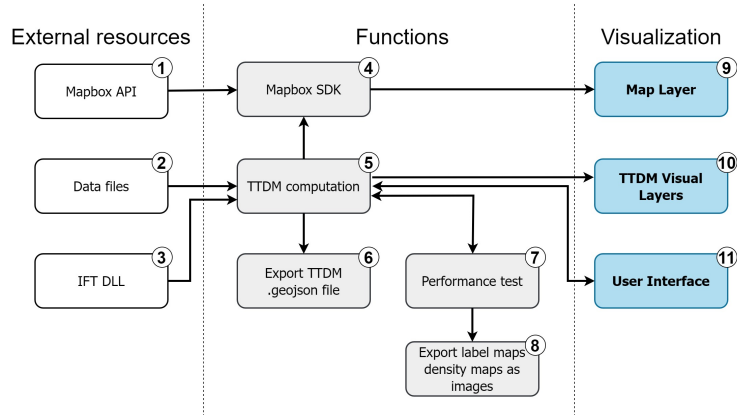 External resources
Functions
Visualization
1
Mapbox API
4
Mapbox SDK
9
Map Layer
2
Data files
5
TTDM computation
10
TTDM Visual
Layers
3
IFT DLL
6
Export TTDM
.geojson file
7
Performance test
11
User Interface
8
Export label maps
density maps as
images